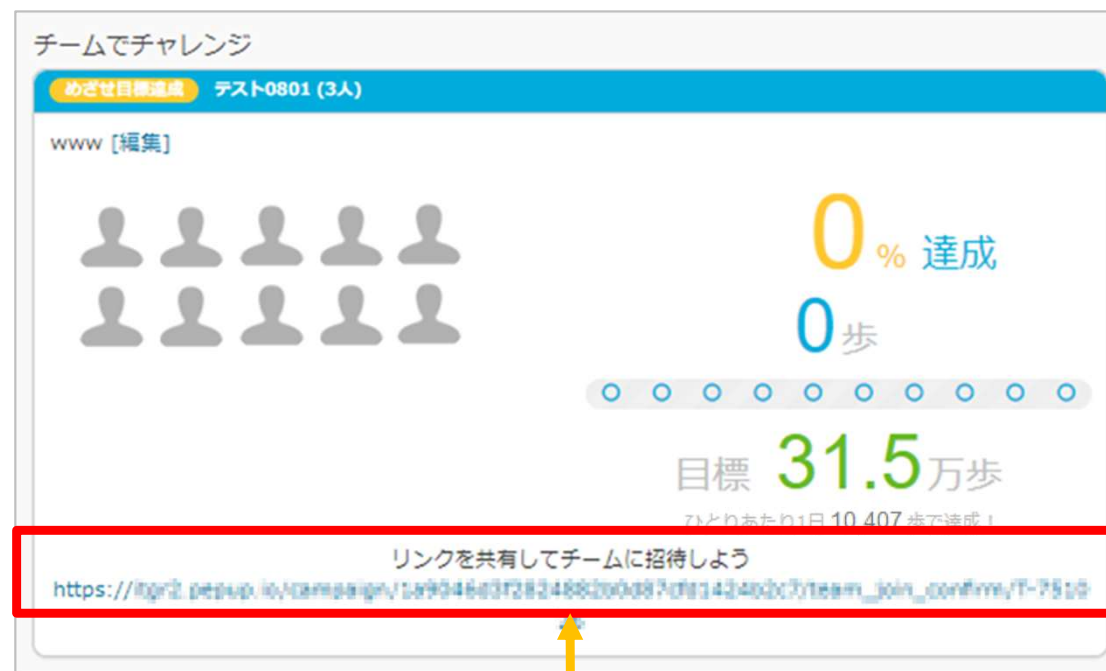 チームでチャレンジ
めざせ目標達成 テスト0801 (3人)
www [編集]
0 % 達成
0 歩
目標 31.5 万歩
ひとりあたり1日 10,407 歩で達成！
リンクを共有してチームに招待しよう
https://